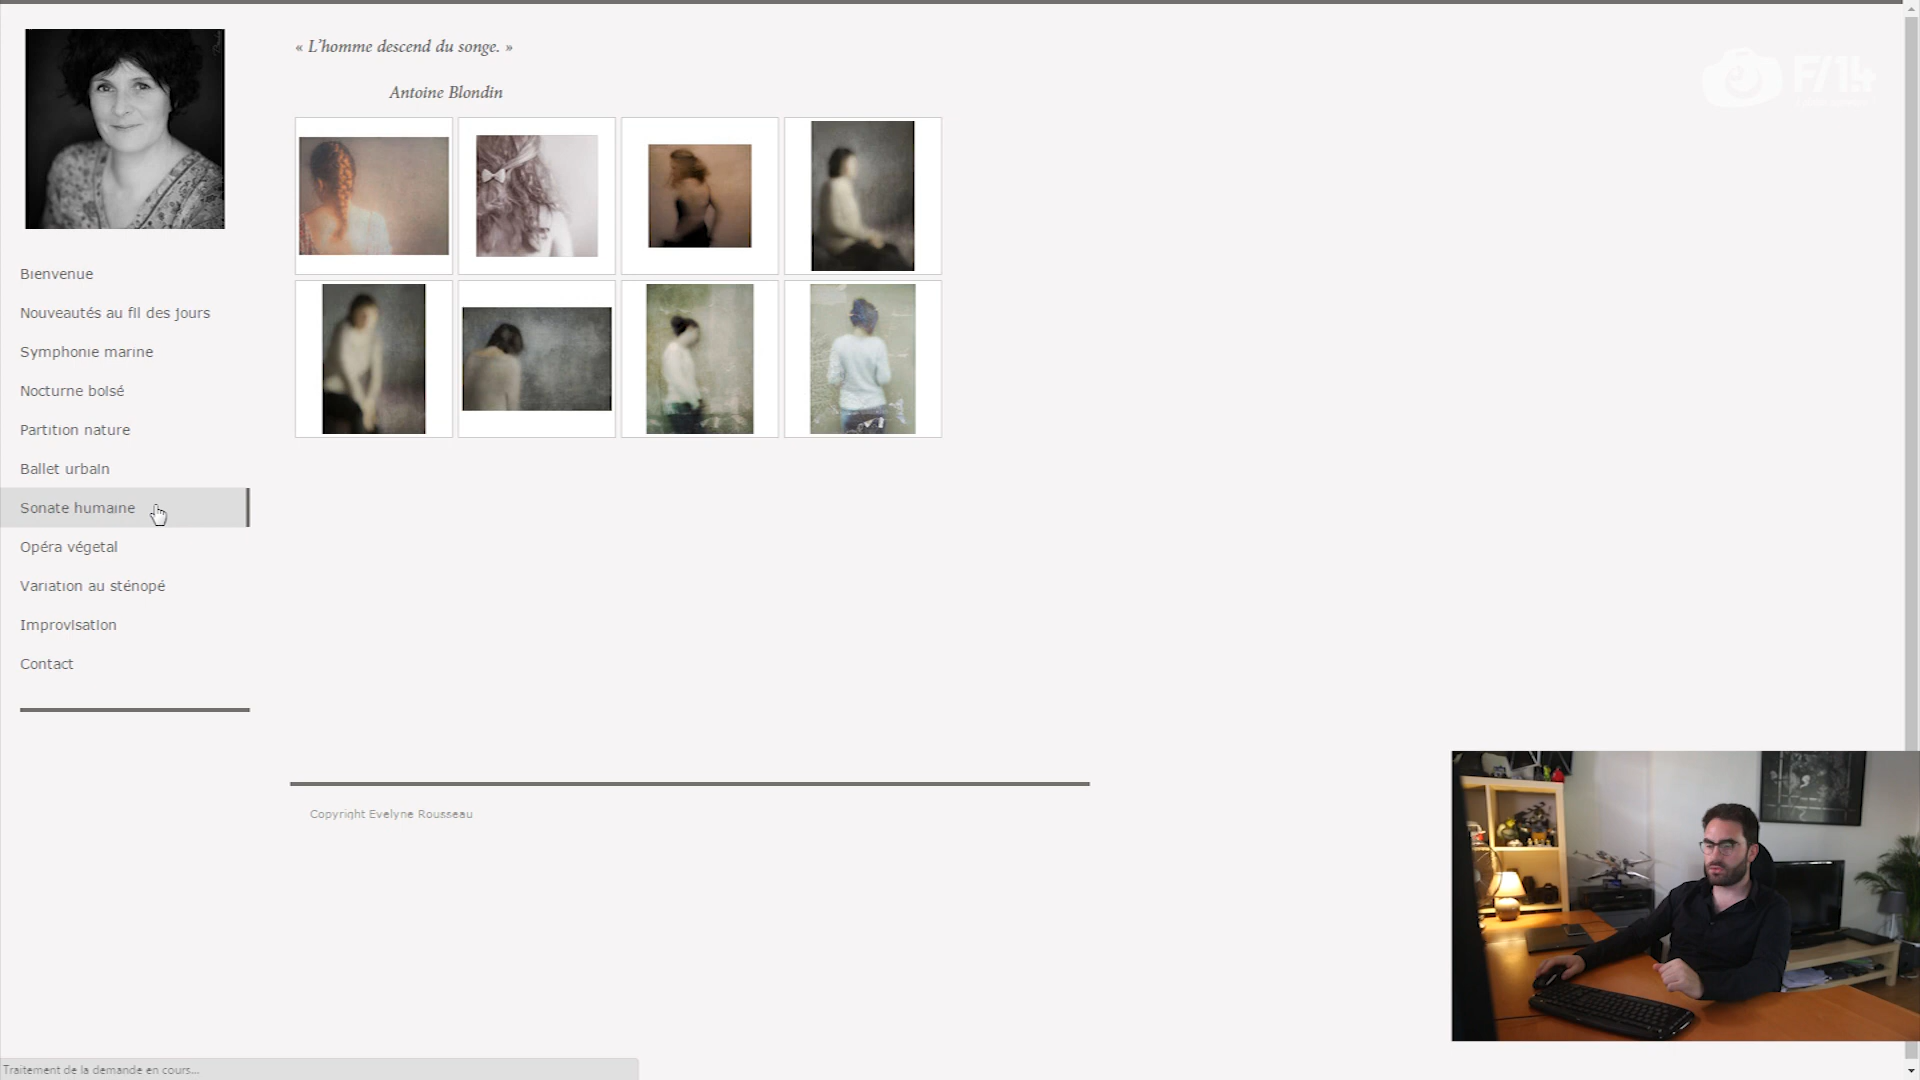 « L'homme descend du songe. »
Antoine Blondin
F/1.4
Bienvenue
Nouveautés au fil des jours
Symphonie marine
Nocturne boisé
Partition nature
Ballet urbain
Sonate humaine
Opéra végetal
Variation au sténopé
Improvisation
Contact
Copyright Evelyne Rousseau
Traitement de la demande en cours...